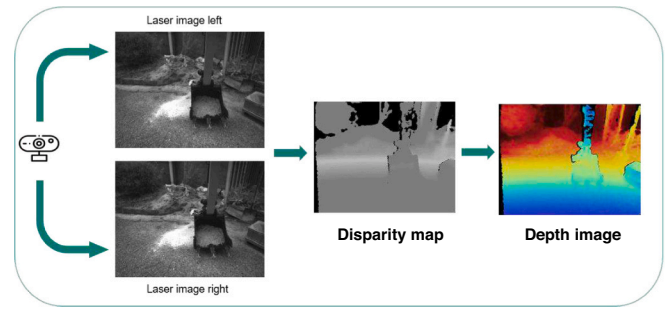 Laser image left
Disparity map
Depth image
Laser image right